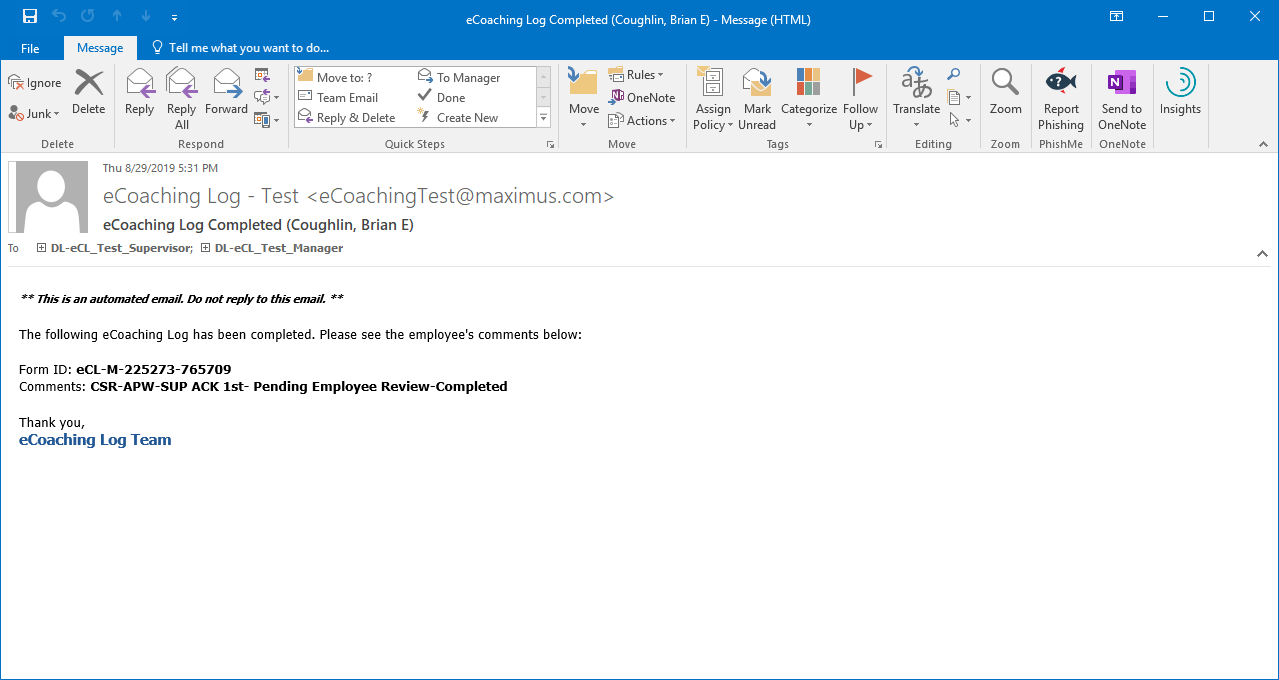 eCoaching Log Completed (Coughlin, Brian E) - Message (HTML)
File Message Tell me what you want to do...
Ignore
Junk
Delete
Reply
Reply All
Forward
Move to: ?
Team Email
Reply & Delete
To Manager
Done
Create New
Move
Rules
OneNote
Actions
Assign Policy
Mark Unread
Categorize
Follow Up
Translate
Zoom
Report Phishing
Send to OneNote
Insights
Delete Respond Quick Steps Move Tags Editing Zoom PhishMe OneNote
Thu 8/29/2019 5:31 PM
eCoaching Log - Test <eCoachingTest@maximus.com>
eCoaching Log Completed (Coughlin, Brian E)
To DL-eCL_Test_Supervisor; DL-eCL_Test_Manager
** This is an automated email. Do not reply to this email. **
The following eCoaching Log has been completed. Please see the employee's comments below:
Form ID: eCL-M-225273-765709
Comments: CSR-APW-SUP ACK 1st- Pending Employee Review-Completed
Thank you,
eCoaching Log Team